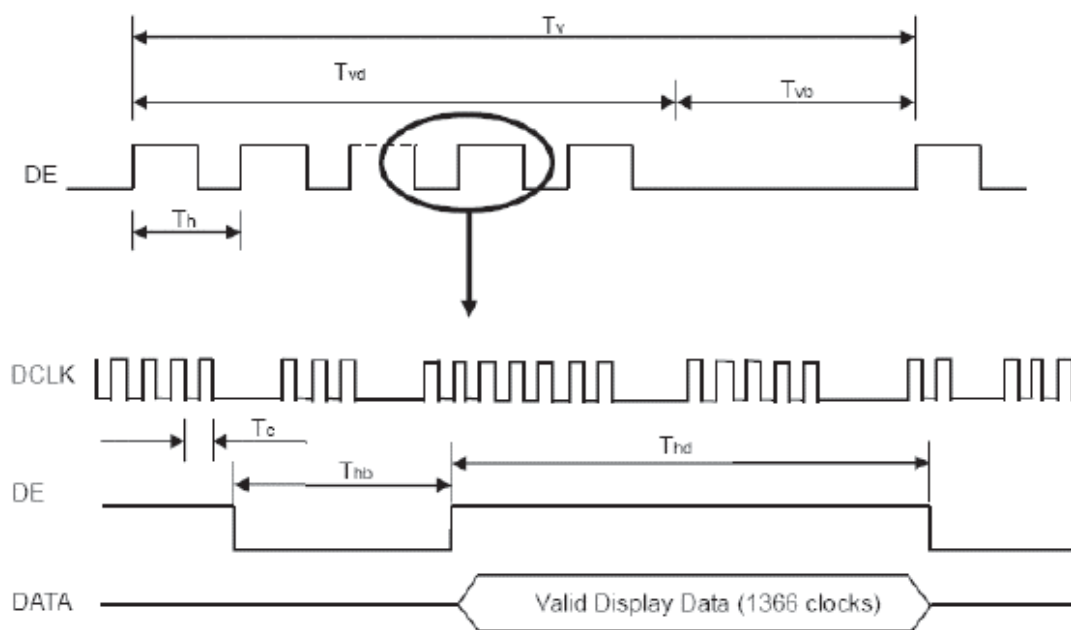 Tv
Tvd
Tvb
DE
Th
DCLK
Tc
Thd
Thb
DE
DATA
Valid Display Data (1366 clocks)